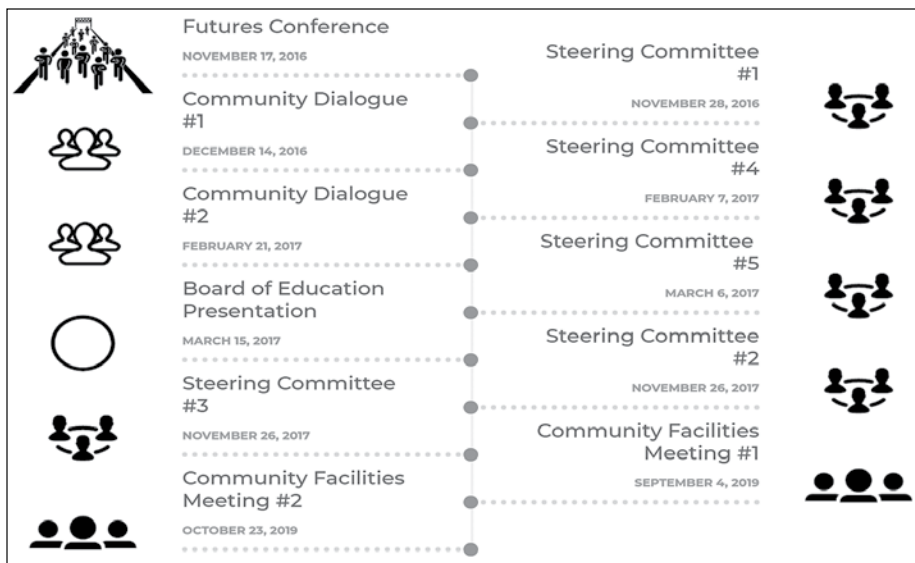 Futures Conference
NOVEMBER 17, 2016
Steering Committee
#1
NOVEMBER 28, 2016
Community Dialogue
#1
DECEMBER 14, 2016
Steering Committee
#4
FEBRUARY 7, 2017
Community Dialogue
#2
FEBRUARY 21, 2017
Steering Committee
#5
MARCH 6, 2017
Board of Education
Presentation
MARCH 15, 2017
Steering Committee
#2
NOVEMBER 26, 2017
Steering Committee
#3
NOVEMBER 26, 2017
Community Facilities
Meeting #1
SEPTEMBER 4, 2019
Community Facilities
Meeting #2
OCTOBER 23, 2019